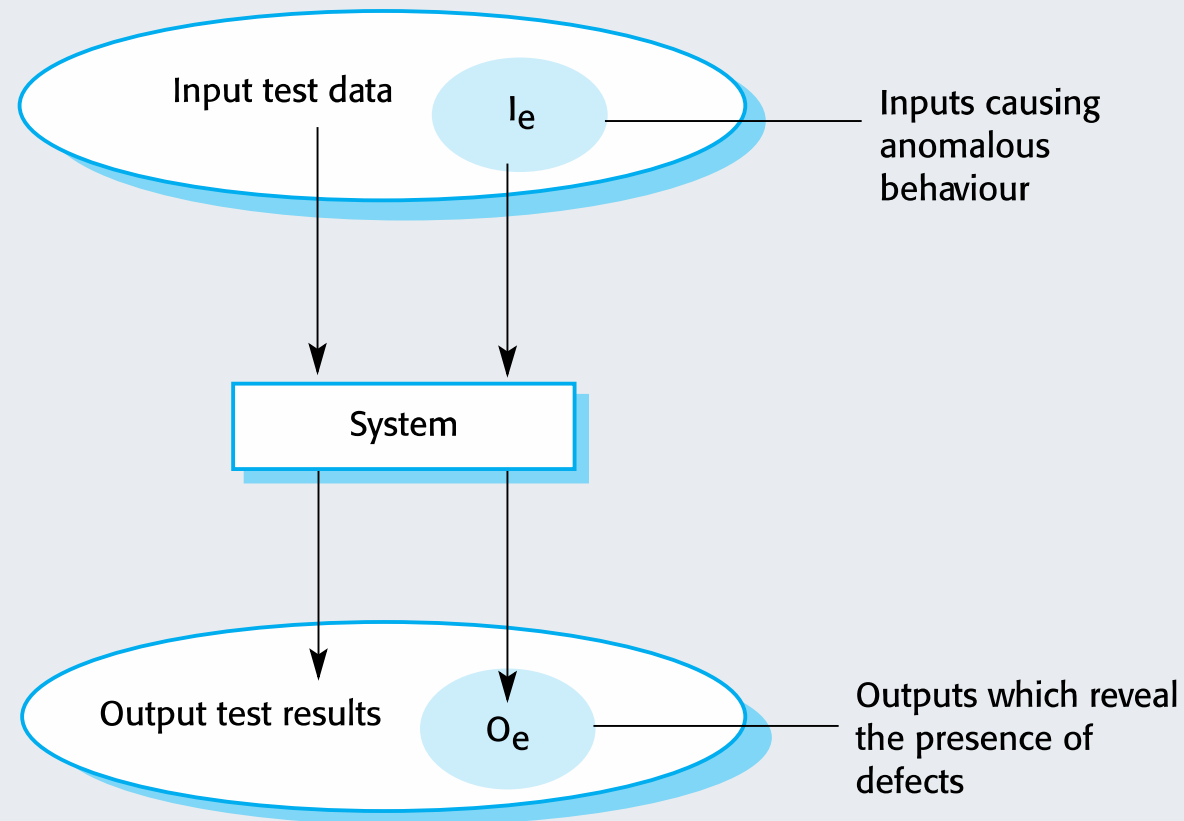 Input test data
Ie
Inputs causing
anomalous
behaviour
System
Output test results
Oe
Outputs which reveal
the presence of
defects